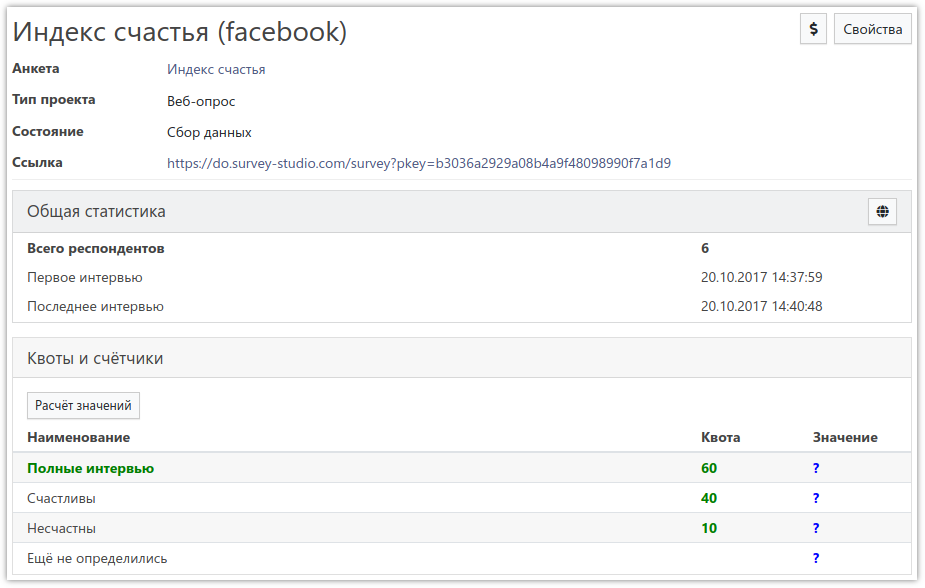 Индекс счастья (facebook)
$ Свойства
Анкета Индекс счастья
Тип проекта Веб-опрос
Состояние Сбор данных
Ссылка https://do.survey-studio.com/survey?pkey=b3036a2929a08b4a9f48098990f7a1d9
Общая статистика
Всего респондентов 6
Первое интервью 20.10.2017 14:37:59
Последнее интервью 20.10.2017 14:40:48
Квоты и счётчики
Расчёт значений
Наименование Квота Значение
Полные интервью 60 ?
Счастливы 40 ?
Несчастны 10 ?
Ещё не определились ?